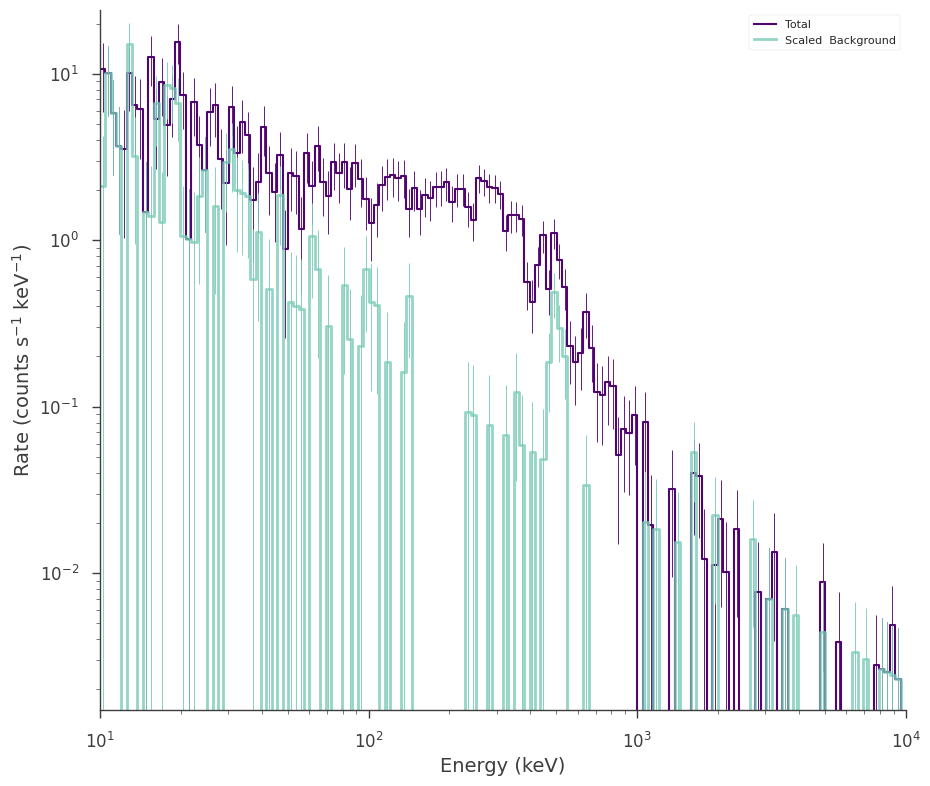 Total
Scaled  Background
10¹
10⁰
10⁻¹
10⁻²
Rate (counts s⁻¹ keV⁻¹)
10¹
10²
10³
10⁴
Energy (keV)